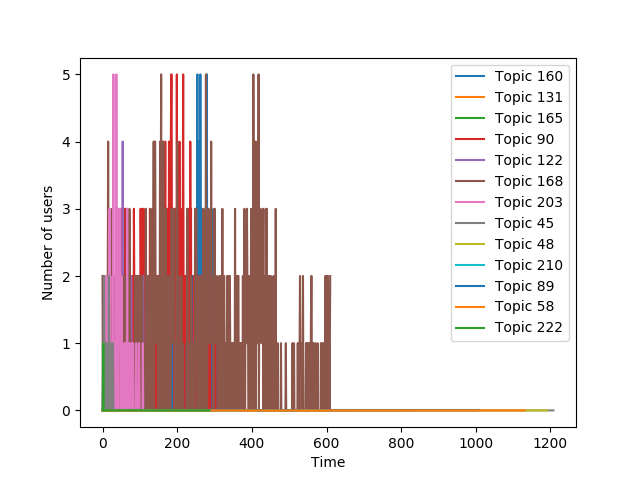 5
4
3
2
1
0
Number of users
0 200 400 600 800 1000 1200
Time
Topic 160
Topic 131
Topic 165
Topic 90
Topic 122
Topic 168
Topic 203
Topic 45
Topic 48
Topic 210
Topic 89
Topic 58
Topic 222